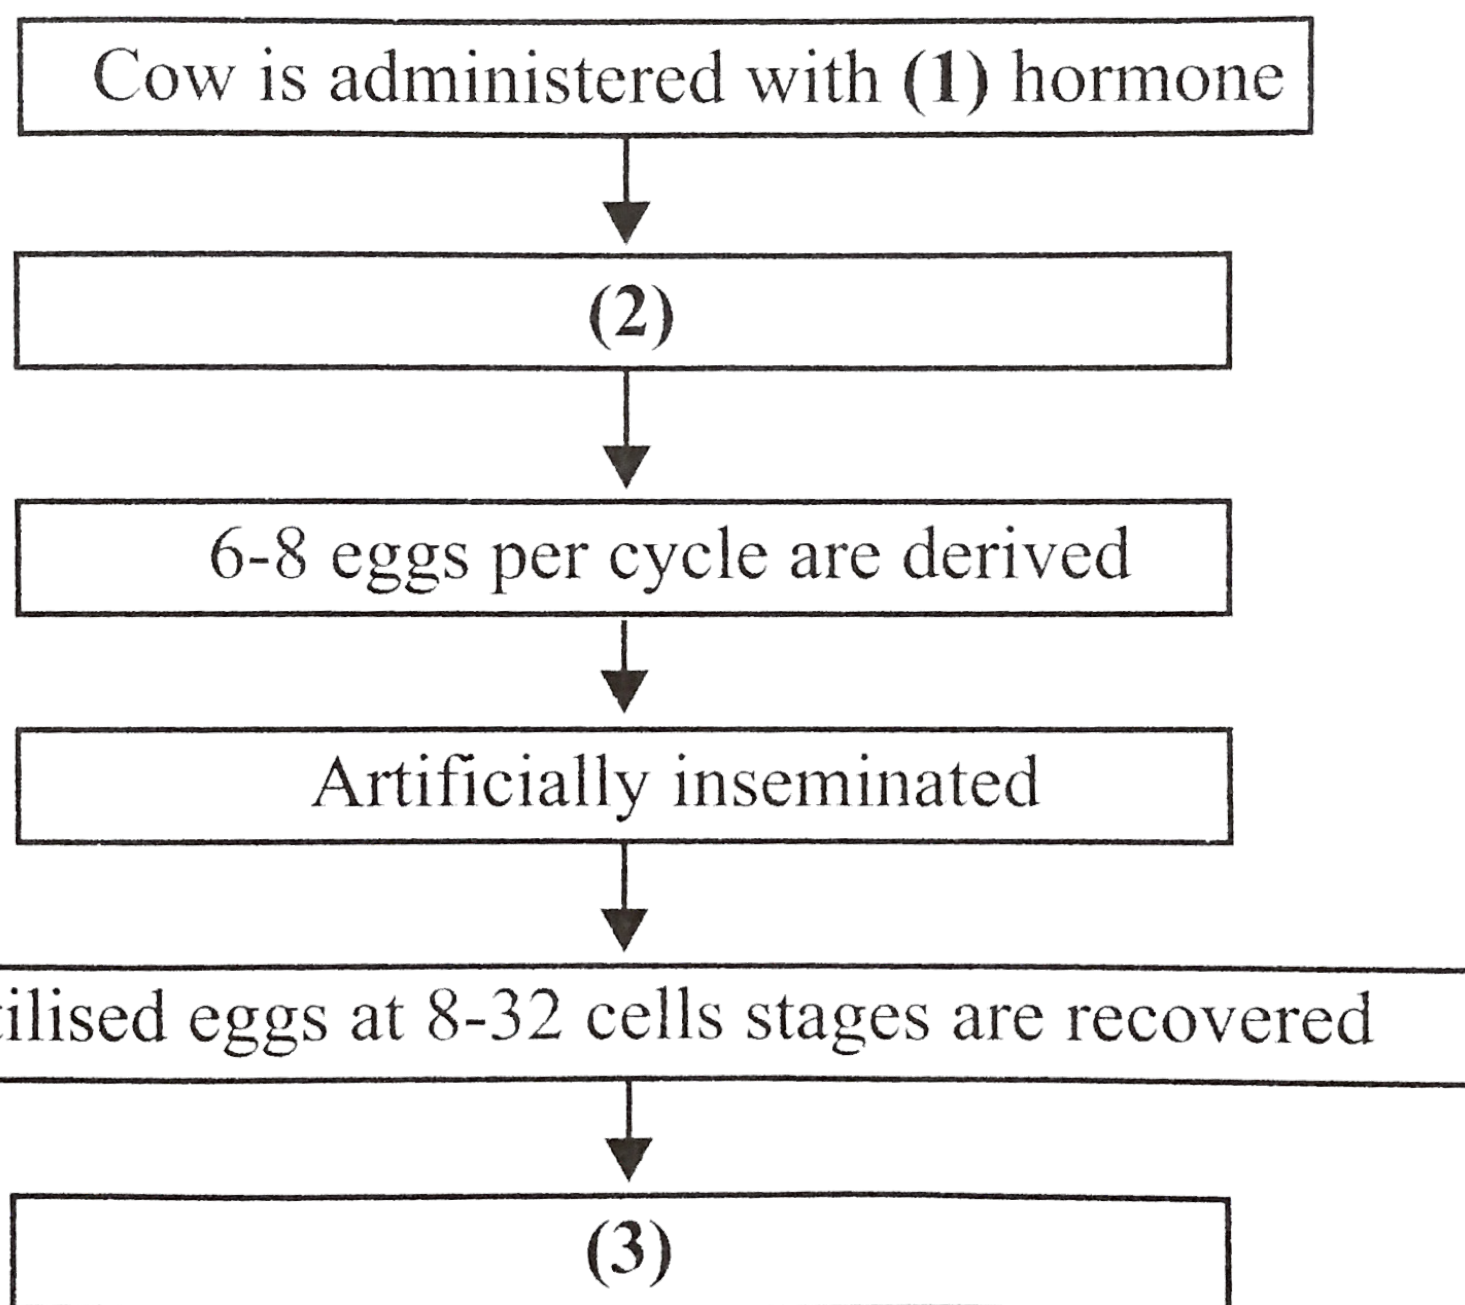 Cow is administered with (1) hormone
(2)
6-8 eggs per cycle are derived
Artificially inseminated
eggs at 8-32 cells stages are recovered
(3)